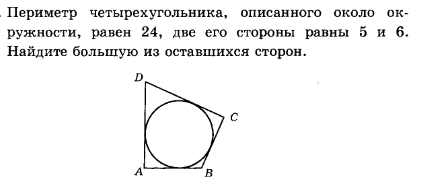 Периметр четырехугольника, описанного около ок-
ружности, равен 24, две его стороны равны 5 и 6.
Найдите большую из оставшихся сторон.
D
C
A
B